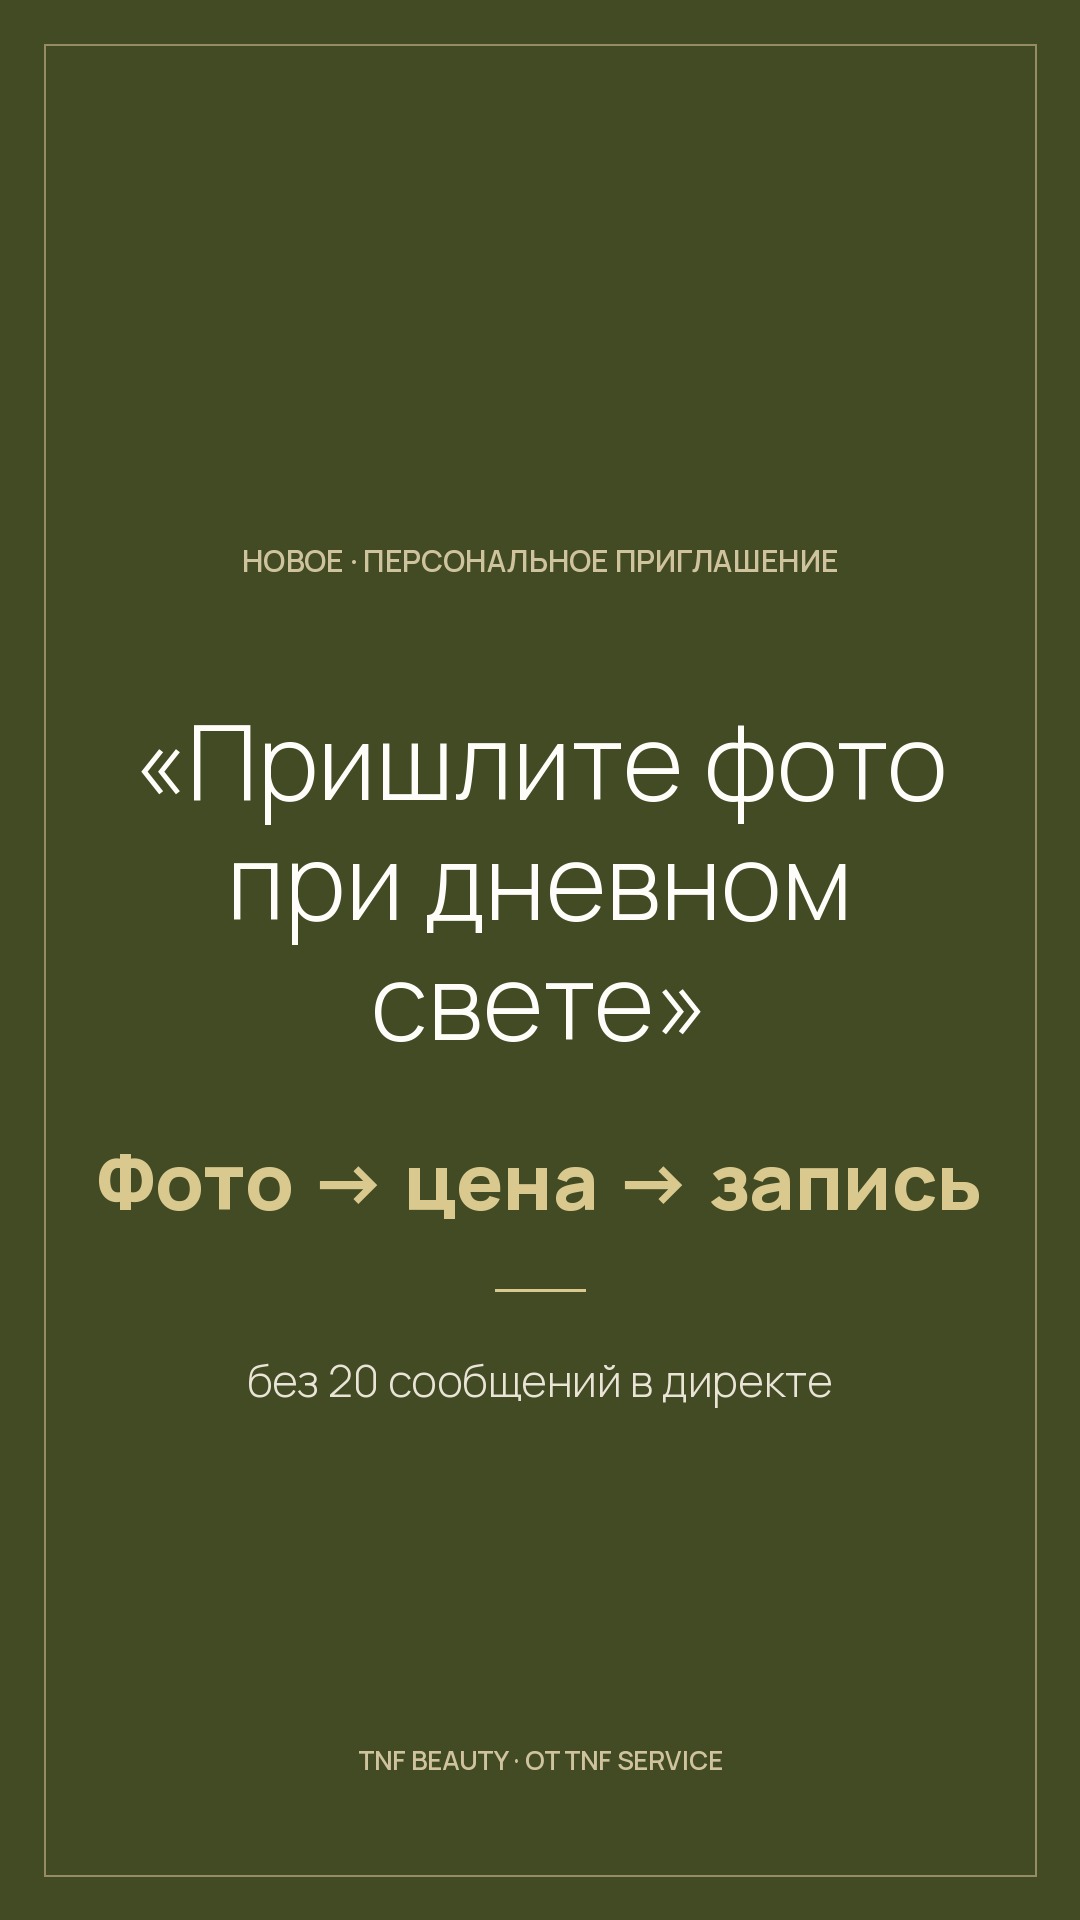 НОВОЕ · ПЕРСОНАЛЬНОЕ ПРИГЛАШЕНИЕ
«Пришлите фото
при дневном
свете»
Фото → цена → запись
без 20 сообщений в директе
TNF BEAUTY · ОТ TNF SERVICE